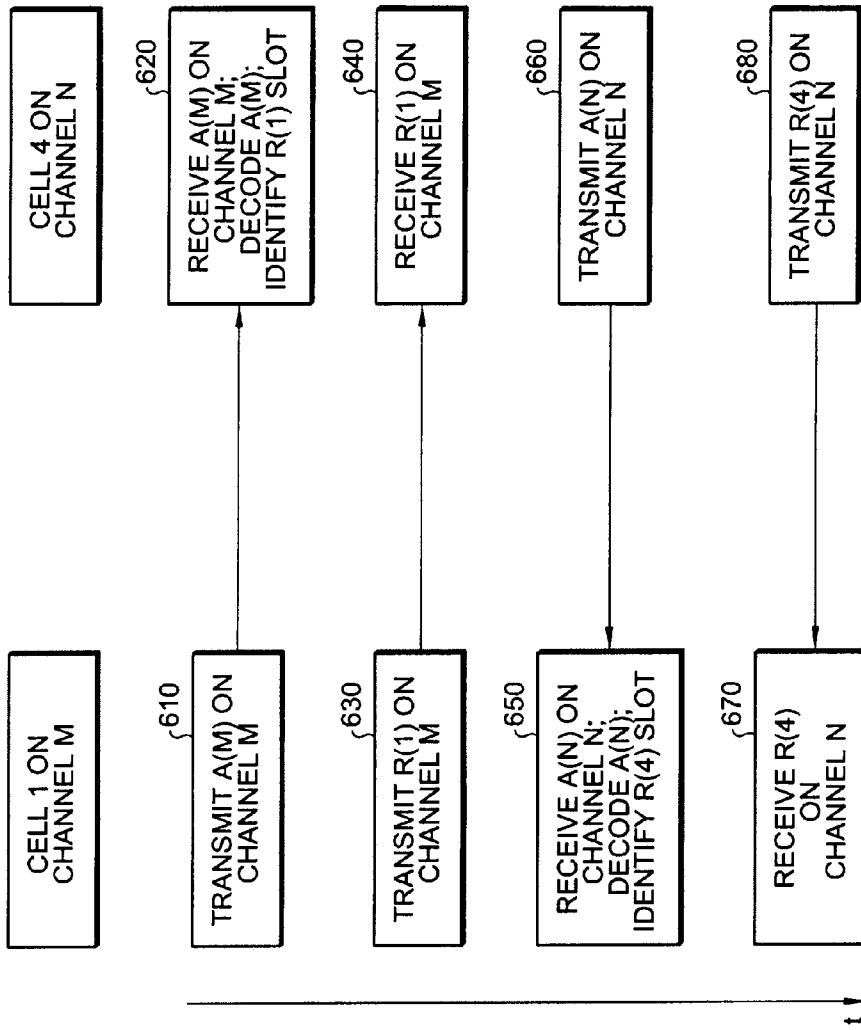 CELL 1 ON
CHANNEL M
CELL 4 ON
CHANNEL N
610
TRANSMIT A(M) ON
CHANNEL M
620
RECEIVE A(M) ON
CHANNEL M;
DECODE A(M);
IDENTIFY R(1) SLOT
630
TRANSMIT R(1) ON
CHANNEL M
640
RECEIVE R(1) ON
CHANNEL M
650
RECEIVE A(N) ON
CHANNEL N;
DECODE A(N);
IDENTIFY R(4) SLOT
660
TRANSMIT A(N) ON
CHANNEL N
670
RECEIVE R(4)
ON
CHANNEL N
680
TRANSMIT R(4) ON
CHANNEL N
t